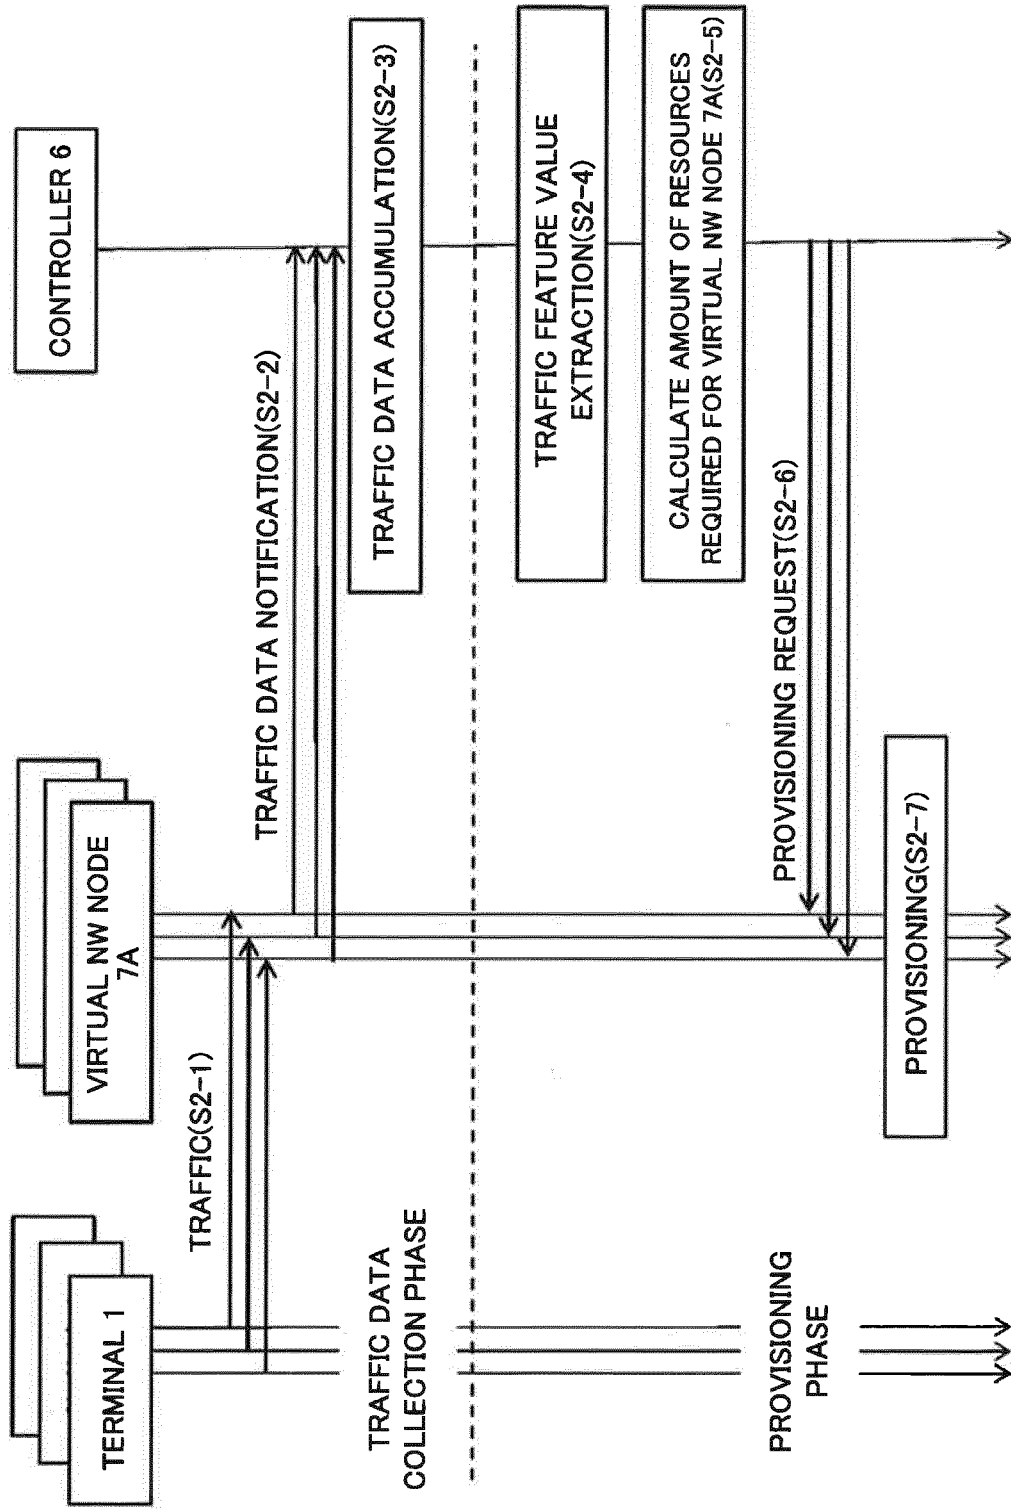 TERMINAL 1
VIRTUAL NW NODE
7A
CONTROLLER 6
TRAFFIC(S2-1)
TRAFFIC DATA NOTIFICATION(S2-2)
TRAFFIC DATA ACCUMULATION(S2-3)
TRAFFIC DATA
COLLECTION PHASE
TRAFFIC FEATURE VALUE
EXTRACTION(S2-4)
CALCULATE AMOUNT OF RESOURCES
REQUIRED FOR VIRTUAL NW NODE 7A(S2-5)
PROVISIONING REQUEST(S2-6)
PROVISIONING
PHASE
PROVISIONING(S2-7)